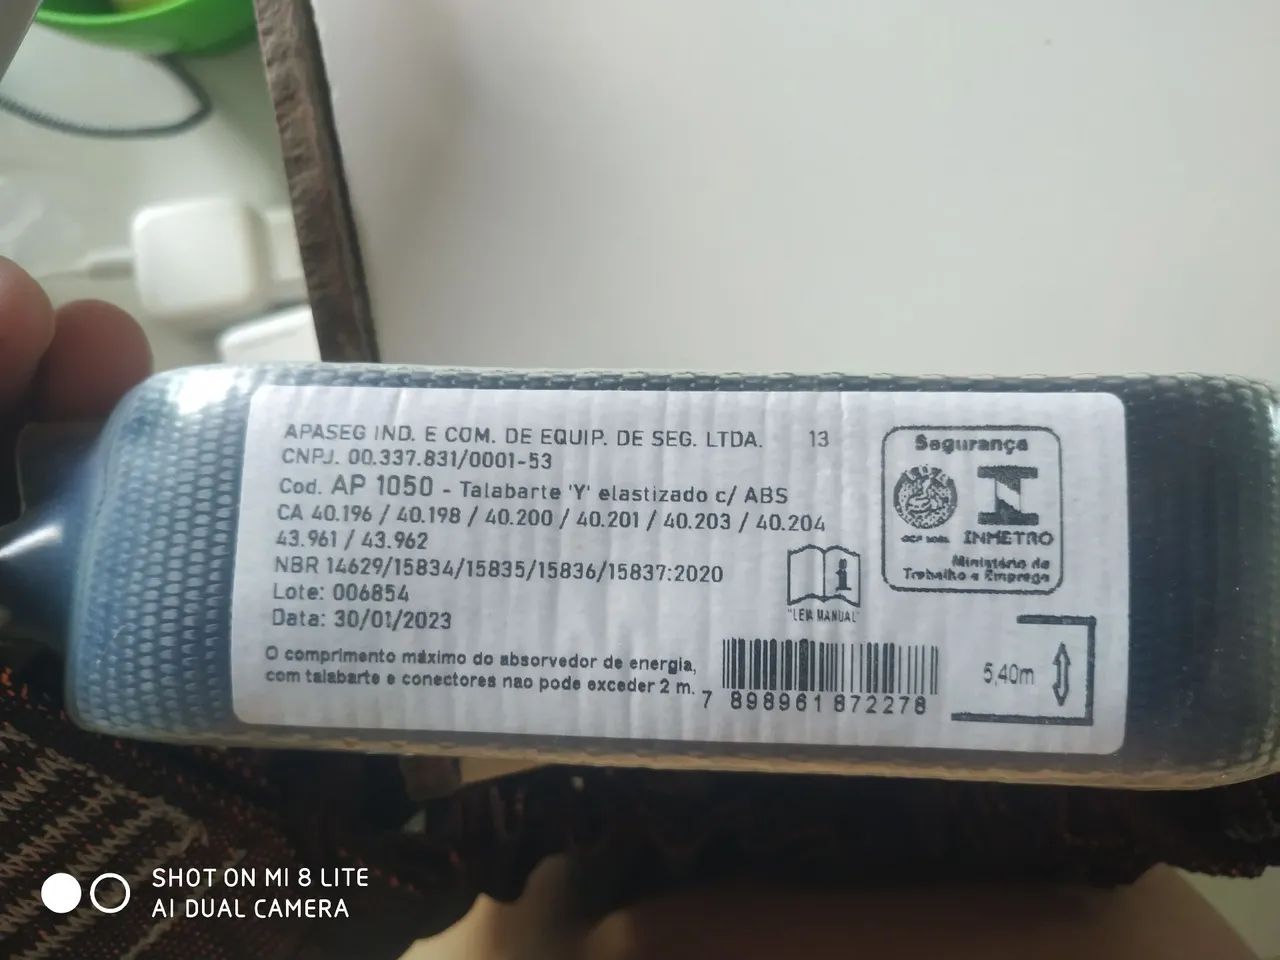 APASEG IND. E COM. DE EQUIP. DE SEG. LTDA. 13
CNPJ. 00.337.831/0001-53
Cod. AP 1050 - Talabarte 'Y' elastizado c/ ABS
CA 40.196 / 40.198 / 40.200 / 40.201 / 40.203 / 40.204
43.961 / 43.962
NBR 14629/15834/15835/15836/15837:2020
Lote: 006854
Data: 30/01/2023
O comprimento máximo do absorvedor de energia,
com talabarte e conectores nao pode exceder 2 m.
"LEIA MANUAL"
7 898961 872278
Segurança
INMETRO
Ministério do
Trabalho e Emprego
5,40m
SHOT ON MI 8 LITE
AI DUAL CAMERA